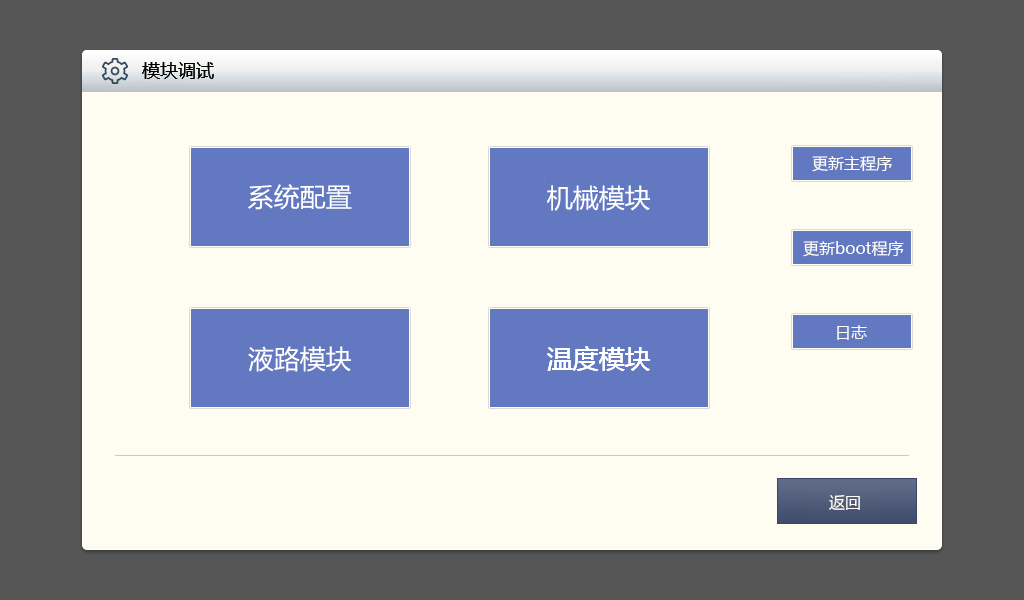 模块调试
系统配置
机械模块
更新主程序
更新boot程序
液路模块
温度模块
日志
返回